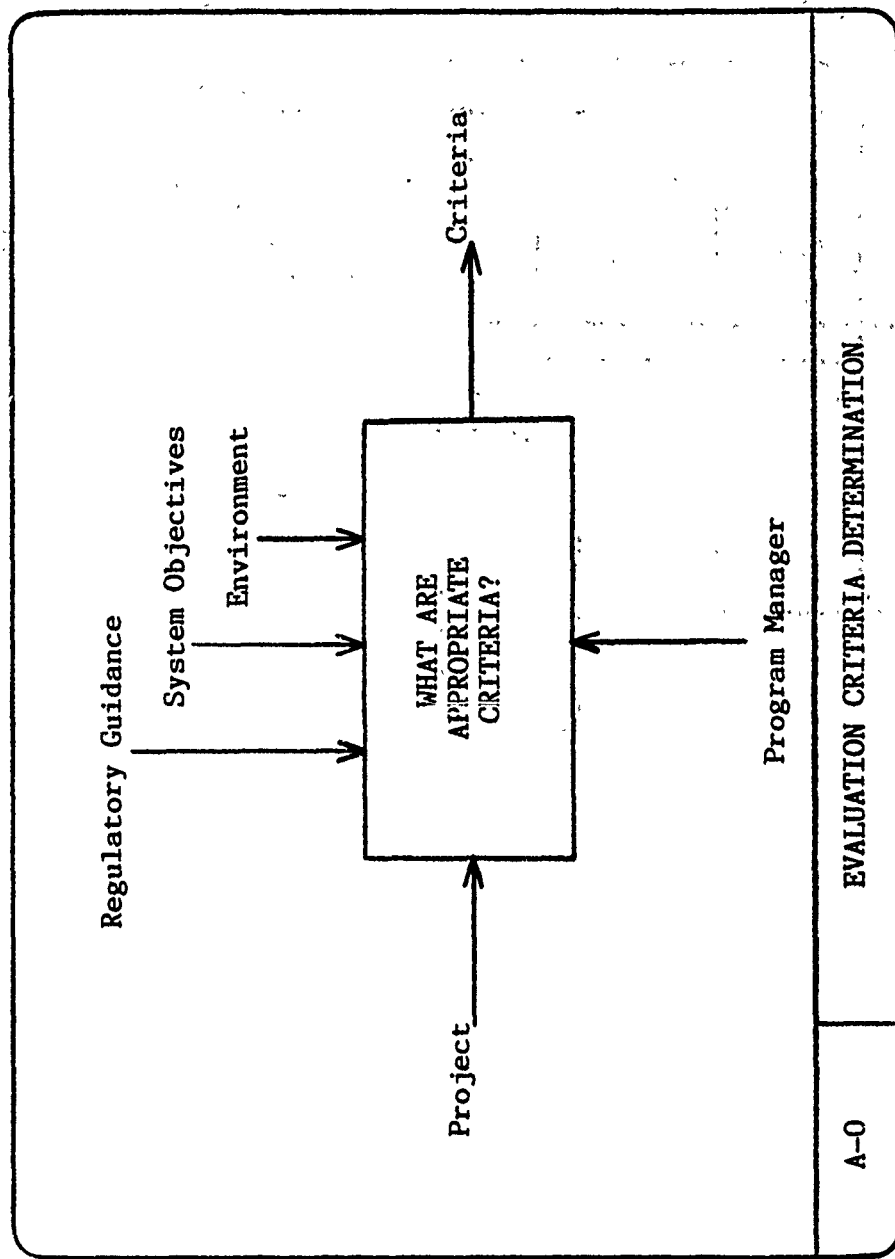 Regulatory Guidance
System Objectives
Environment
Project
WHAT ARE
APPROPRIATE
CRITERIA?
Criteria
Program Manager
A-0
EVALUATION CRITERIA DETERMINATION